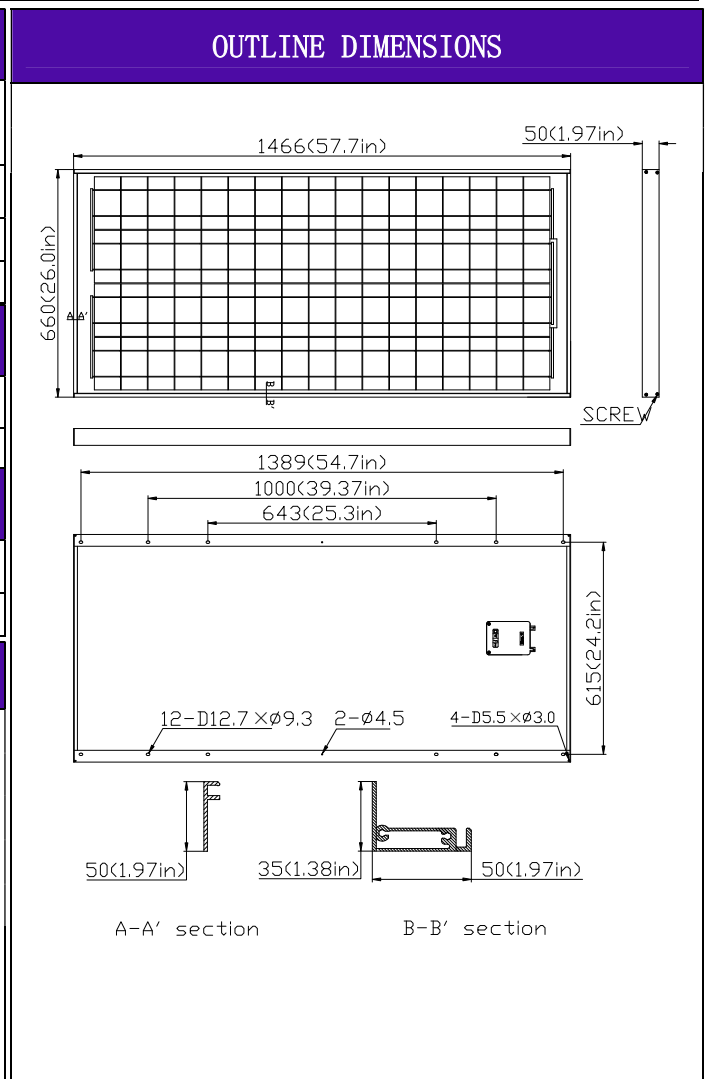 OUTLINE DIMENSIONS
1466(57.7in)
50(1.97in)
660(26.0in)
A A'
B
B'
SCREW
1389(54.7in)
1000(39.37in)
643(25.3in)
615(24.2in)
12-D12.7×Ø9.3
2-Ø4.5
4-D5.5×Ø3.0
50(1.97in)
35(1.38in)
50(1.97in)
A-A' section
B-B' section